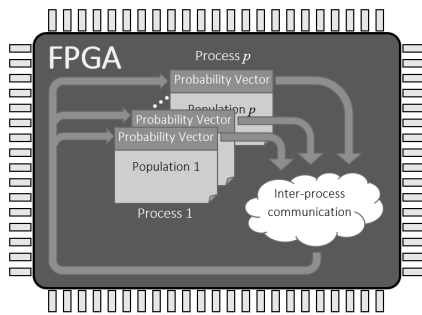 FPGA
Process p
Probability Vector
Population p
Probability Vector
Probability Vector
Population 1
Process 1
Inter-process
communication